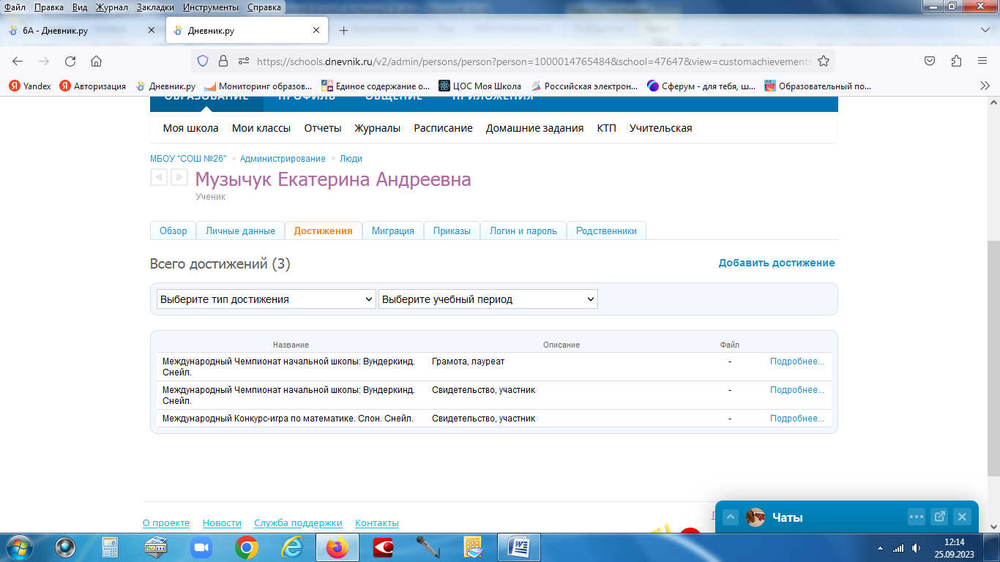 Файл Правка Вид Журнал Закладки Инструменты Справка
6А - Дневник.ру
Дневник.ру
https://schools.dnevnik.ru/v2/admin/persons/person?person=1000014765484&school=47647&view=customachievements
Yandex Авторизация Дневник.ру Мониторинг образов... Единое содержание о... ЦОС Моя Школа Российская электрон... Сферум - для тебя, ш... Образовательный по...
ОБРАЗОВАНИЕ ПРОФИЛЬ ОБЩЕНИЕ ПРИЛОЖЕНИЯ
Моя школа Мои классы Отчеты Журналы Расписание Домашние задания КТП Учительская
МБОУ "СОШ №26" > Администрирование > Люди
Музычук Екатерина Андреевна
Ученик
Обзор Личные данные Достижения Миграция Приказы Логин и пароль Родственники
Всего достижений (3)
Добавить достижение
Выберите тип достижения Выберите учебный период
Название Описание Файл
Международный Чемпионат начальной школы: Вундеркинд. Грамота, лауреат - Подробнее...
Снейл.
Международный Чемпионат начальной школы: Вундеркинд. Свидетельство, участник - Подробнее...
Снейл.
Международный Конкурс-игра по математике. Слон. Снейл. Свидетельство, участник - Подробнее...
О проекте Новости Служба поддержки Контакты
Чаты
12:14
25.09.2023